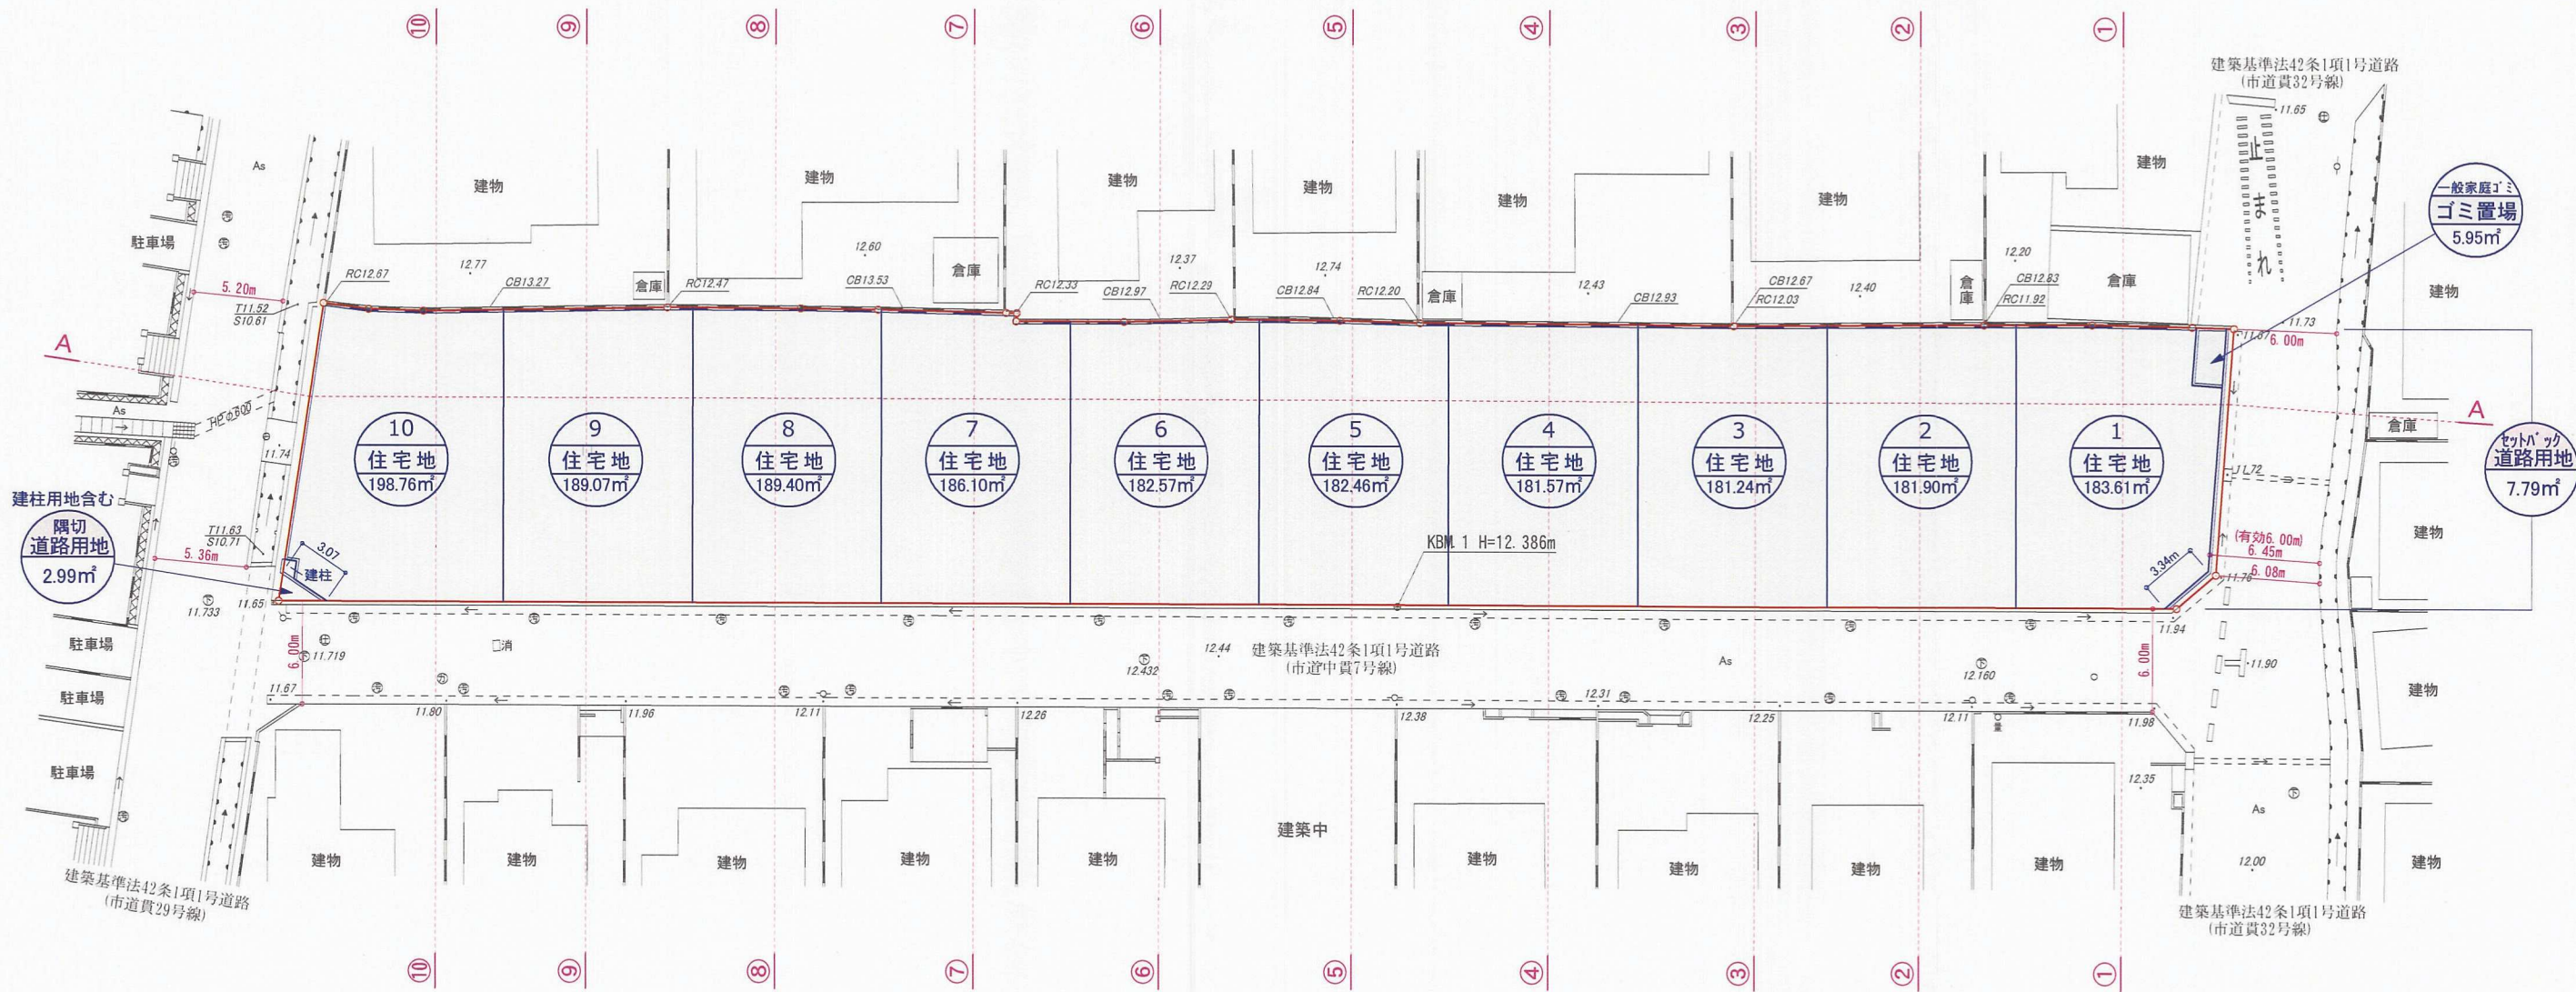 ⑩
⑨
⑧
⑦
⑥
⑤
④
③
②
①
建築基準法42条1項1号道路
(市道貫32号線)
11.65
止まれ
As
駐車場
建物
建物
建物
建物
建物
建物
建物
建物
一般家庭ゴミ
ゴミ置場
5.95㎡
12.77
12.60
12.37
12.74
12.43
12.40
12.20
倉庫
倉庫
倉庫
倉庫
倉庫
RC12.67
CB13.27
RC12.47
CB13.53
RC12.33
CB12.97
RC12.29
CB12.84
RC12.20
CB12.93
CB12.67
RC12.03
CB12.83
RC11.92
5.20m
T11.52
S10.61
11.73
6.00m
A
A
HPφ600
As
11.74
倉庫
10
住宅地
198.76㎡
9
住宅地
189.07㎡
8
住宅地
189.40㎡
7
住宅地
186.10㎡
6
住宅地
182.57㎡
5
住宅地
182.46㎡
4
住宅地
181.57㎡
3
住宅地
181.24㎡
2
住宅地
181.90㎡
1
住宅地
183.61㎡
11.72
セットバック
道路用地
7.79㎡
建柱用地含む
隅切
道路用地
2.99㎡
T11.63
S10.71
5.36m
3.07
建柱
KBM.1 H=12.386m
(有効6.00m)
6.45m
6.08m
3.34m
11.76
建物
11.65
11.733
11.719
6.00m
消
12.432
12.44
建築基準法42条1項1号道路
(市道中貫7号線)
As
12.160
11.94
6.00m
11.90
駐車場
駐車場
駐車場
建物
11.67
11.80
11.96
12.11
12.26
12.38
12.31
12.25
12.11
11.98
12.35
As
12.00
建物
建物
建物
建物
建物
建築中
建物
建物
建物
建物
建物
建築基準法42条1項1号道路
(市道貫29号線)
建築基準法42条1項1号道路
(市道貫32号線)
⑩
⑨
⑧
⑦
⑥
⑤
④
③
②
①